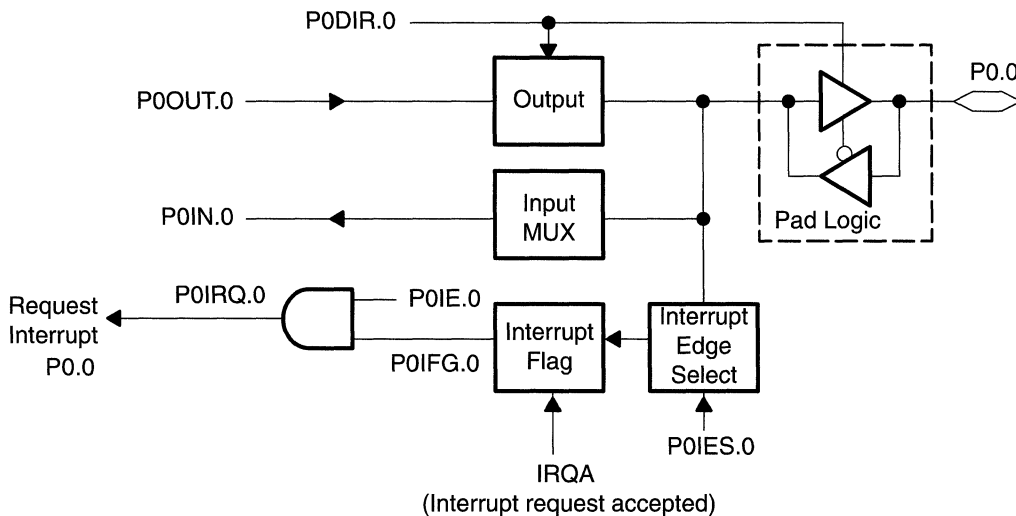 P0DIR.0
P0.0
P0OUT.0
Output
P0IN.0
Input
MUX
Pad Logic
P0IRQ.0
P0IE.0
Request
Interrupt
P0.0
P0IFG.0
Interrupt
Flag
Interrupt
Edge
Select
P0IES.0
IRQA
(Interrupt request accepted)